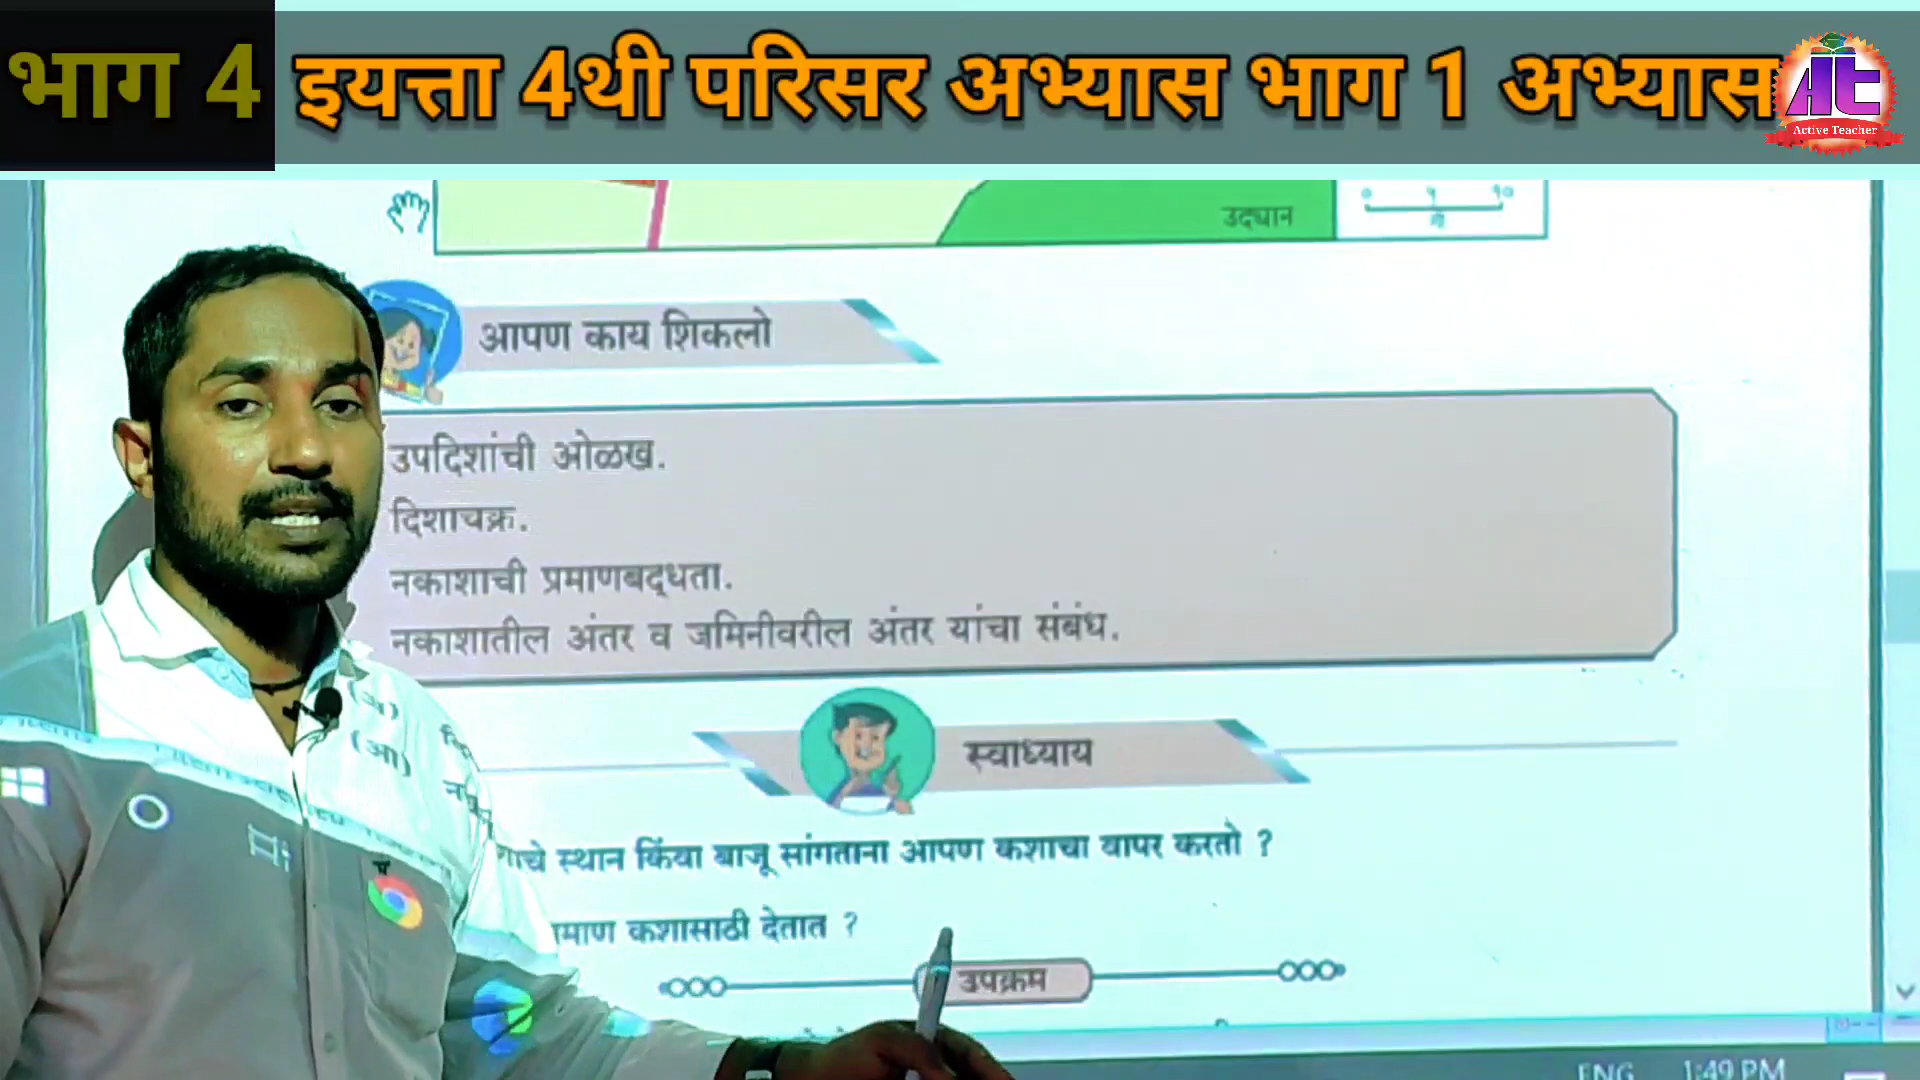 भाग 4 इयत्ता 4थी परिसर अभ्यास भाग 1 अभ्यास
Active Teacher
उद्यान
आपण काय शिकलो
उपदिशांची ओळख.
दिशाचक्र.
नकाशाची प्रमाणबद्धता.
नकाशातील अंतर व जमिनीवरील अंतर यांचा संबंध.
स्वाध्याय
(अ)
(आ)
स्थान किंवा बाजू सांगताना आपण कशाचा वापर करतो ?
कशासाठी देतात ?
उपक्रम
ENG 1:49 PM